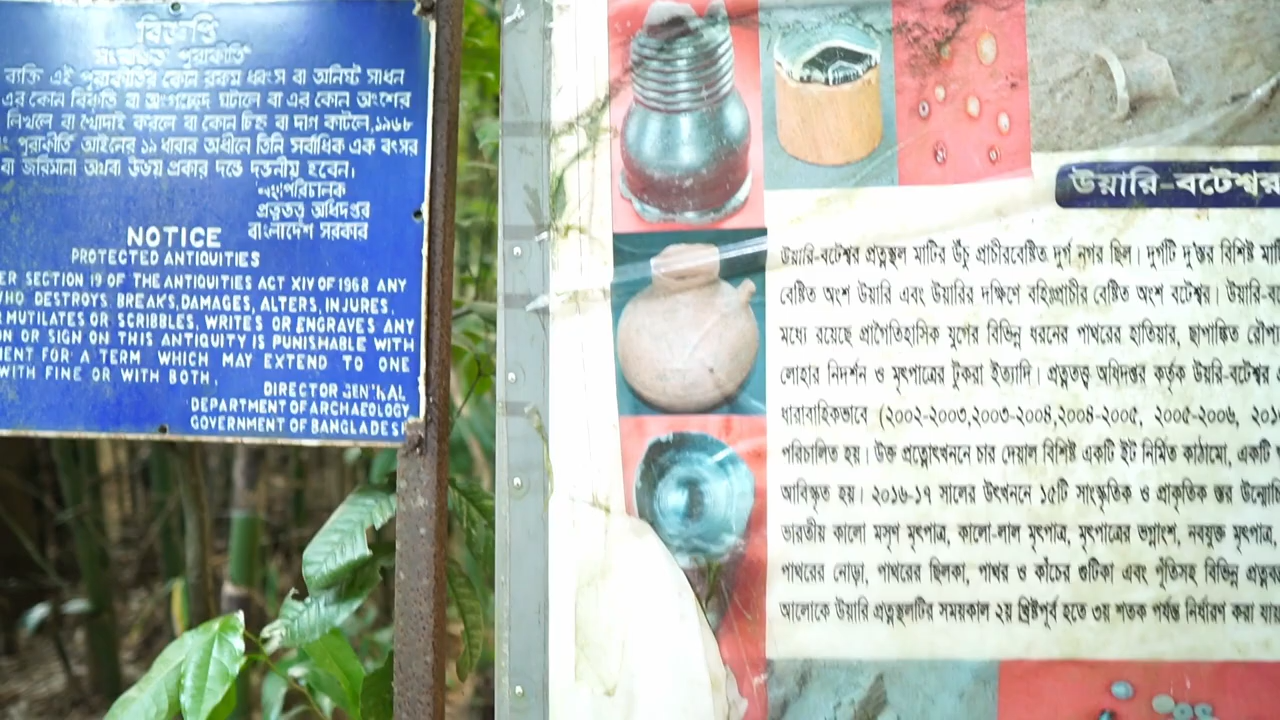 বিজ্ঞপ্তি
সংরক্ষিত পুরাকীর্তি
ব্যক্তি এই পুরাকীর্তির কোন রকম ধ্বংস বা অনিষ্ট সাধন
এর কোন বিকৃতি বা অংগচ্ছেদ ঘটালে বা এর কোন অংশের
লিখলে বা খোদাই করলে বা কোন চিহ্ন বা দাগ কাটলে,১৯৬৮
পুরাকীর্তি আইনের ১৯ ধারার অধীনে তিনি সর্বাধিক এক বৎসর
বা জরিমানা অথবা উভয় প্রকার দন্ডে দন্ডনীয় হবেন।
মহাপরিচালক
প্রত্নতত্ত্ব অধিদপ্তর
বাংলাদেশ সরকার
NOTICE
PROTECTED ANTIQUITIES
ER SECTION 19 OF THE ANTIQUITIES ACT XIV OF 1968 ANY
WHO DESTROYS, BREAKS, DAMAGES, ALTERS, INJURES,
MUTILATES OR SCRIBBLES, WRITES OR ENGRAVES ANY
ON OR SIGN ON THIS ANTIQUITY IS PUNISHABLE WITH
MENT FOR A TERM WHICH MAY EXTEND TO ONE
WITH FINE OR WITH BOTH.
DIRECTOR GENERAL
DEPARTMENT OF ARCHAEOLOGY
GOVERNMENT OF BANGLADESH
উয়ারি-বটেশ্বর
উয়ারি-বটেশ্বর প্রত্নস্থল মাটির উঁচু প্রাচীরবেষ্টিত দুর্গ নগর ছিল। দুর্গটি দু'স্তর বিশিষ্ট মাটি
বেষ্টিত অংশ উয়ারি এবং উয়ারির দক্ষিণে বহিঃপ্রাচীর বেষ্টিত অংশ বটেশ্বর। উয়ারি-ব
মধ্যে রয়েছে প্রাগৈতিহাসিক যুগের বিভিন্ন ধরনের পাথরের হাতিয়ার, ছাপাঙ্কিত রৌপ্য
লোহার নিদর্শন ও মৃৎপাত্রের টুকরা ইত্যাদি। প্রত্নতত্ত্ব অধিদপ্তর কর্তৃক উয়রি-বটেশ্বর
ধারাবাহিকভাবে (২০০২-২০০৩,২০০৩-২০০৪,২০০৪-২০০৫, ২০০৫-২০০৬, ২০১
পরিচালিত হয়। উক্ত প্রত্নোৎখননে চার দেয়াল বিশিষ্ট একটি ইট নির্মিত কাঠামো, একটি
আবিষ্কৃত হয়। ২০১৬-১৭ সালের উৎখননে ১৫টি সাংস্কৃতিক ও প্রাকৃতিক স্তর উন্মোচি
ভারতীয় কালো মসৃণ মৃৎপাত্র, কালো-লাল মৃৎপাত্র, মৃৎপাত্রের ভগ্নাংশ, নবযুক্ত মৃৎপাত্র,
পাথরের নোড়া, পাথরের ছিলকা, পাথর ও কাঁচের গুটিকা এবং পুঁতিসহ বিভিন্ন প্রত্নবস্তু
আলোকে উয়ারি প্রত্নস্থলটির সময়কাল ২য় খ্রিষ্টপূর্ব হতে ৩য় শতক পর্যন্ত নির্ধারণ করা যায়